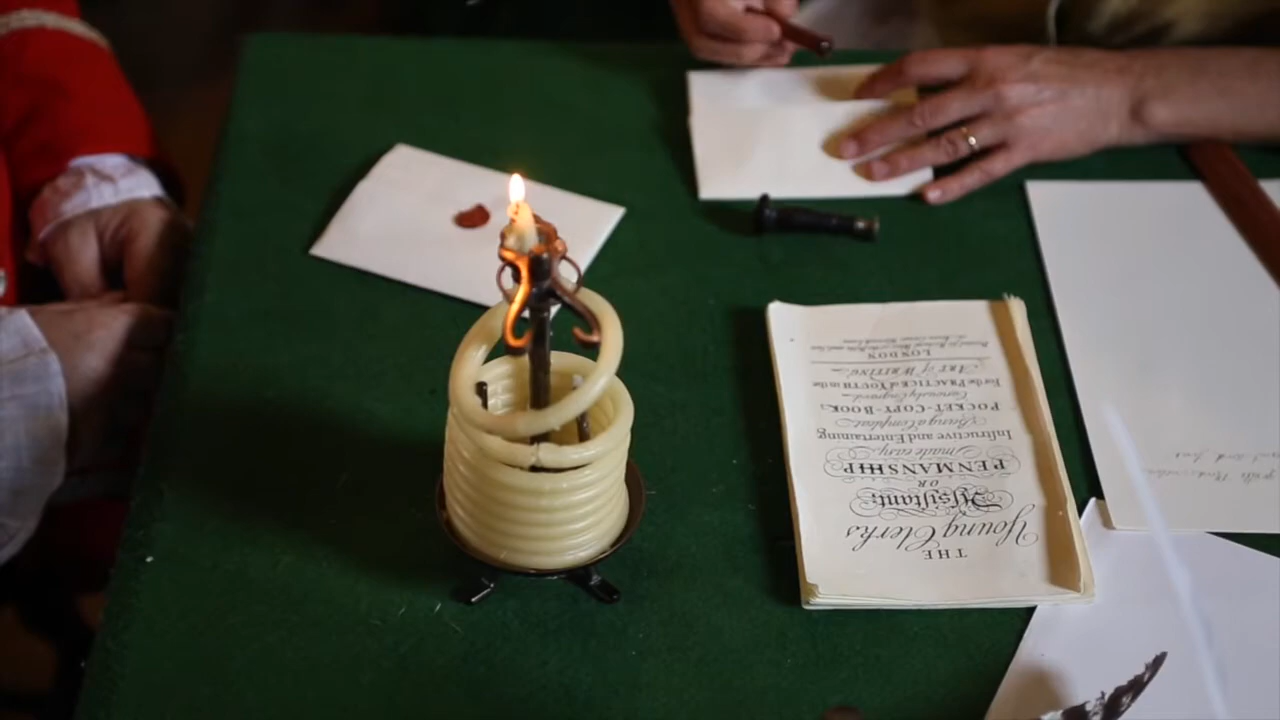 THE
Young Clerks
Assistant;
OR
PENMANSHIP
made easy
Instructive and Entertaining
Being a Compleat
POCKET-COPY-BOOK,
Curiously Engrav'd
For the PRACTICE of YOUTH in the
ART of WRITING
LONDON